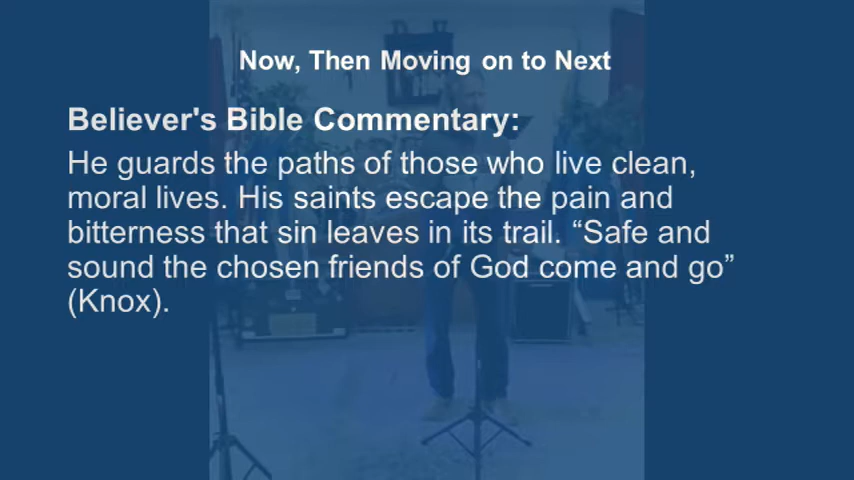 Now, Then Moving on to Next
Believer's Bible Commentary:
He guards the paths of those who live clean,
moral lives. His saints escape the pain and
bitterness that sin leaves in its trail. “Safe and
sound the chosen friends of God come and go”
(Knox).